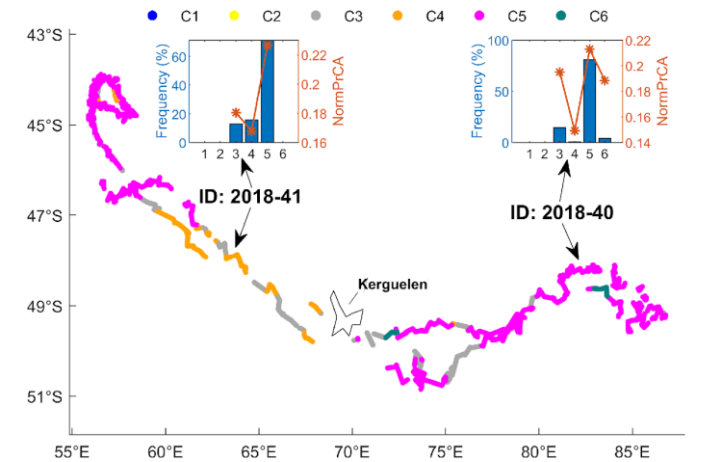 C1 C2 C3 C4 C5 C6
43°S
45°S
47°S
49°S
51°S
55°E 60°E 65°E 70°E 75°E 80°E 85°E
Frequency (%)
60
40
20
0
1 2 3 4 5 6
0.22
0.2
0.18
0.16
NormPrCA
Frequency (%)
100
50
0
1 2 3 4 5 6
0.22
0.2
0.18
0.16
0.14
NormPrCA
ID: 2018-41
ID: 2018-40
Kerguelen